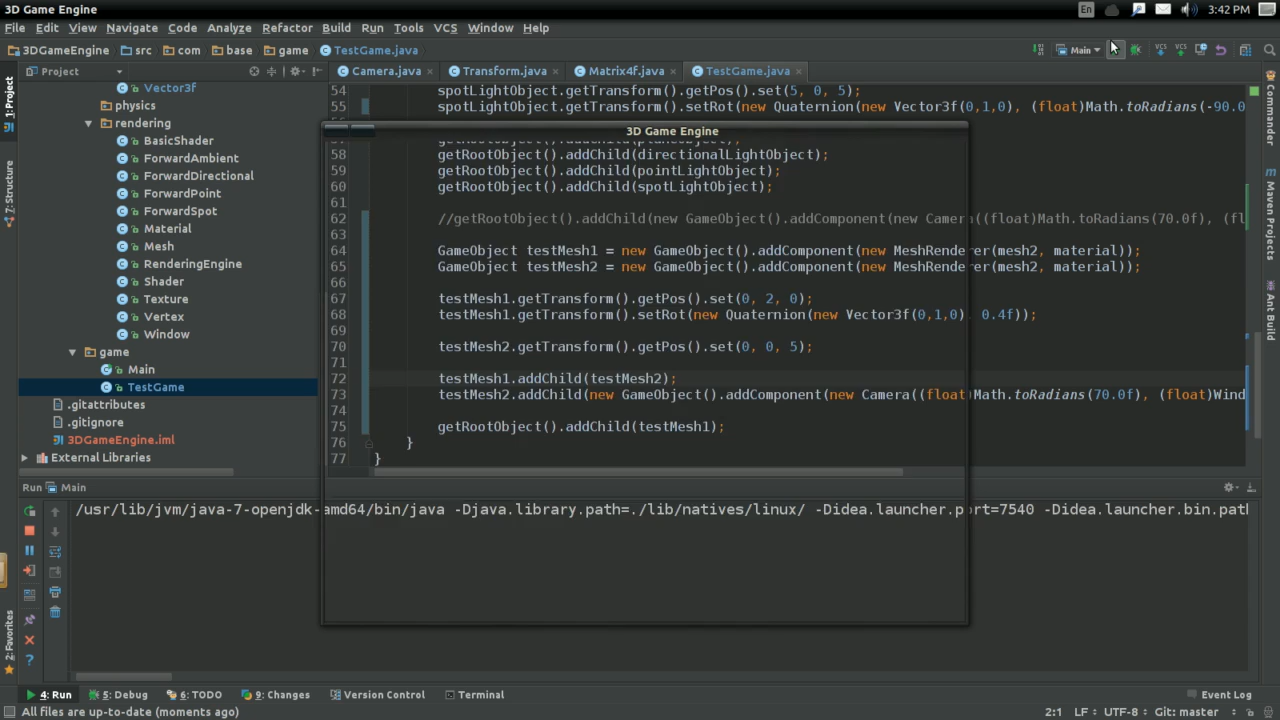 3D Game Engine
En 3:42 PM
File Edit View Navigate Code Analyze Refactor Build Run Tools VCS Window Help
3DGameEngine src com base game TestGame.java
Main
1: Project
7: Structure
2: Favorites
Project
Vector3f
physics
rendering
BasicShader
ForwardAmbient
ForwardDirectional
ForwardPoint
ForwardSpot
Material
Mesh
RenderingEngine
Shader
Texture
Vertex
Window
game
Main
TestGame
.gitattributes
.gitignore
3DGameEngine.iml
External Libraries
Camera.java Transform.java Matrix4f.java TestGame.java
54 spotLightObject.getTransform().getPos().set(5, 0, 5);
55 spotLightObject.getTransform().setRot(new Quaternion(new Vector3f(0,1,0), (float)Math.toRadians(-90.0
3D Game Engine
58 getRootObject().addChild(directionalLightObject);
59 getRootObject().addChild(pointLightObject);
60 getRootObject().addChild(spotLightObject);
61
62 //getRootObject().addChild(new GameObject().addComponent(new Camera((float)Math.toRadians(70.0f), (fl
63
64 GameObject testMesh1 = new GameObject().addComponent(new MeshRenderer(mesh2, material));
65 GameObject testMesh2 = new GameObject().addComponent(new MeshRenderer(mesh2, material));
66
67 testMesh1.getTransform().getPos().set(0, 2, 0);
68 testMesh1.getTransform().setRot(new Quaternion(new Vector3f(0,1,0), 0.4f));
69
70 testMesh2.getTransform().getPos().set(0, 0, 5);
71
72 testMesh1.addChild(testMesh2);
73 testMesh2.addChild(new GameObject().addComponent(new Camera((float)Math.toRadians(70.0f), (float)Wind
74
75 getRootObject().addChild(testMesh1);
76 }
77 }
Commander
Maven Projects
Ant Build
Run Main
/usr/lib/jvm/java-7-openjdk-amd64/bin/java -Djava.library.path=./lib/natives/linux/ -Didea.launcher.port=7540 -Didea.launcher.bin.path
4: Run 5: Debug 6: TODO 9: Changes Version Control Terminal Event Log
All files are up-to-date (moments ago) 2:1 LF UTF-8 Git: master